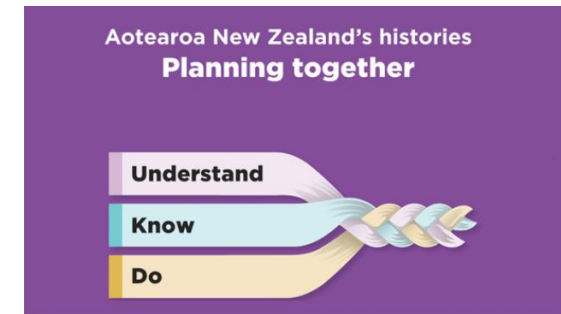 Aotearoa New Zealand’s histories
Planning together
Understand
Know
Do